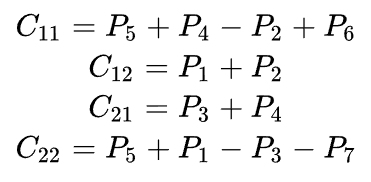 C₁₁ = P₅ + P₄ − P₂ + P₆
C₁₂ = P₁ + P₂
C₂₁ = P₃ + P₄
C₂₂ = P₅ + P₁ − P₃ − P₇